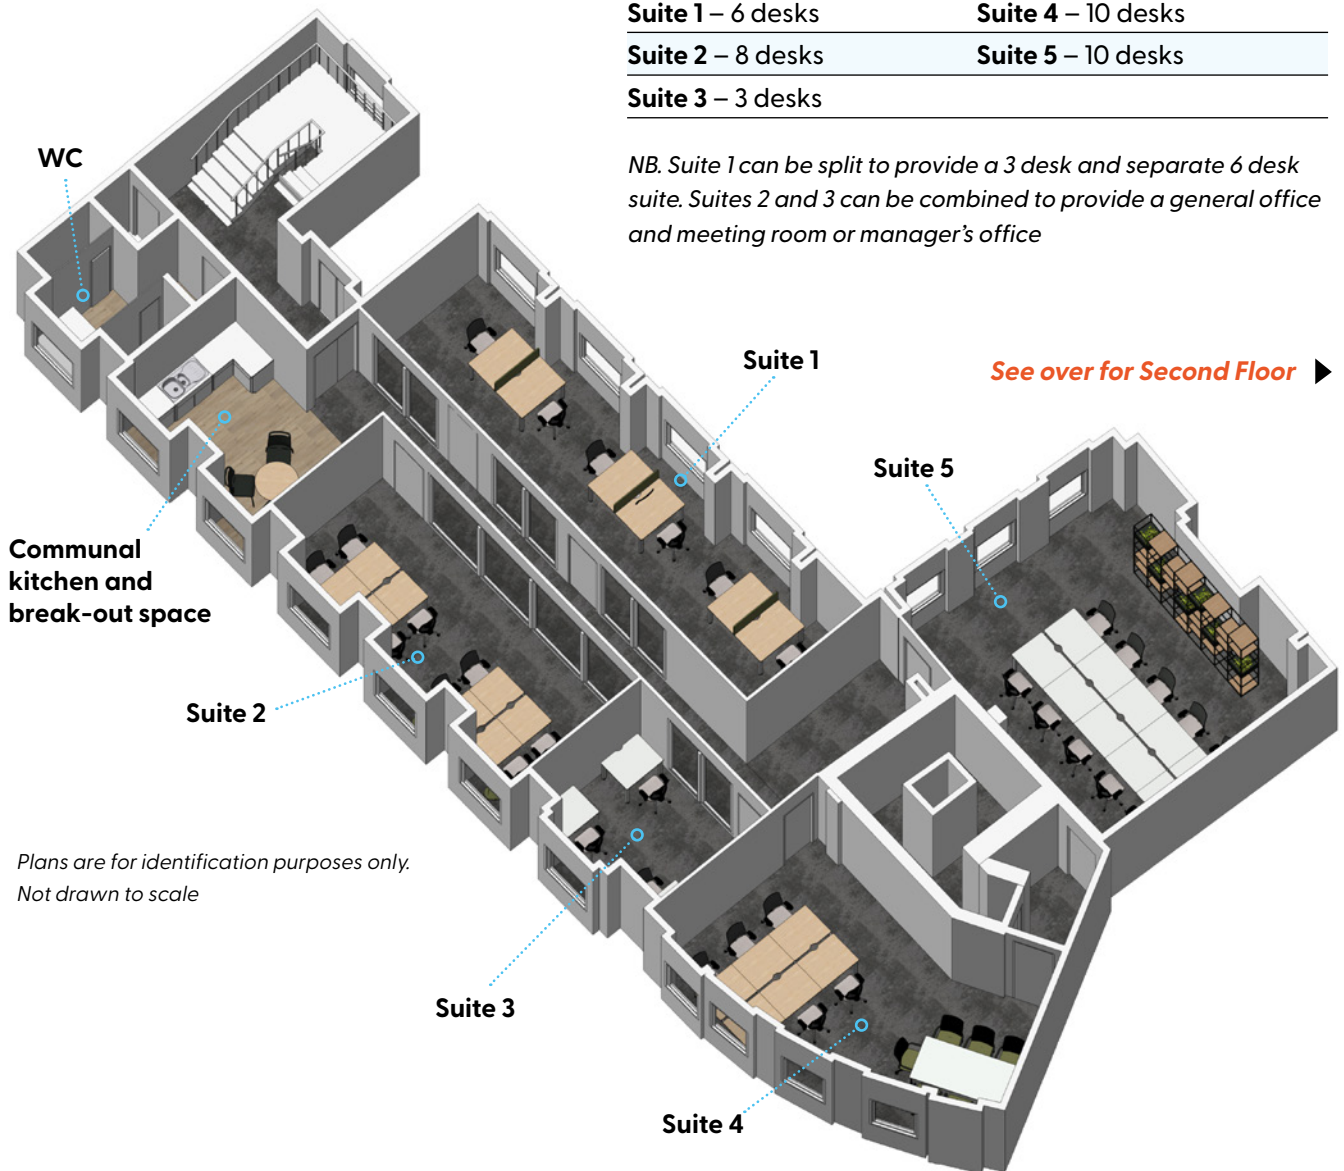 Suite 1 – 6 desks
Suite 4 – 10 desks
Suite 2 – 8 desks
Suite 5 – 10 desks
Suite 3 – 3 desks
NB. Suite 1 can be split to provide a 3 desk and separate 6 desk
suite. Suites 2 and 3 can be combined to provide a general office
and meeting room or manager’s office
WC
See over for Second Floor
Suite 1
Suite 5
Communal
kitchen and
break-out space
Suite 2
Plans are for identification purposes only.
Not drawn to scale
Suite 3
Suite 4